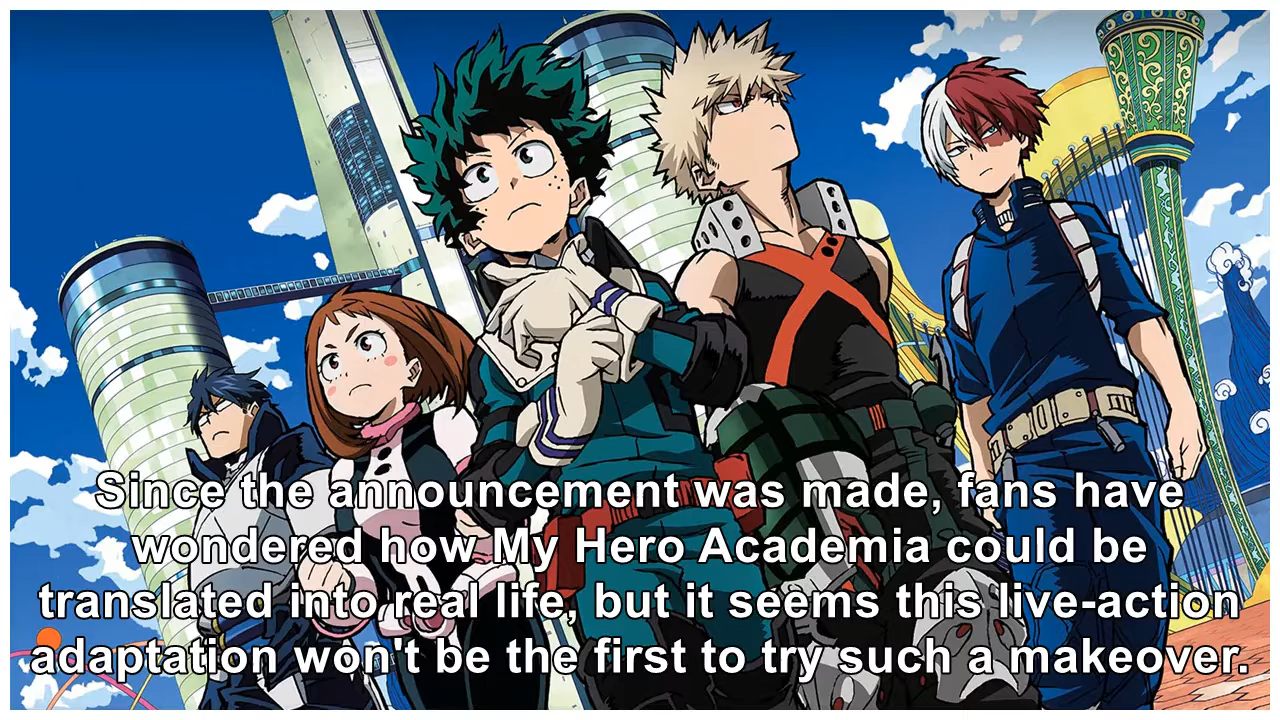 Since the announcement was made, fans have
wondered how My Hero Academia could be
translated into real life, but it seems this live-action
adaptation won't be the first to try such a makeover.